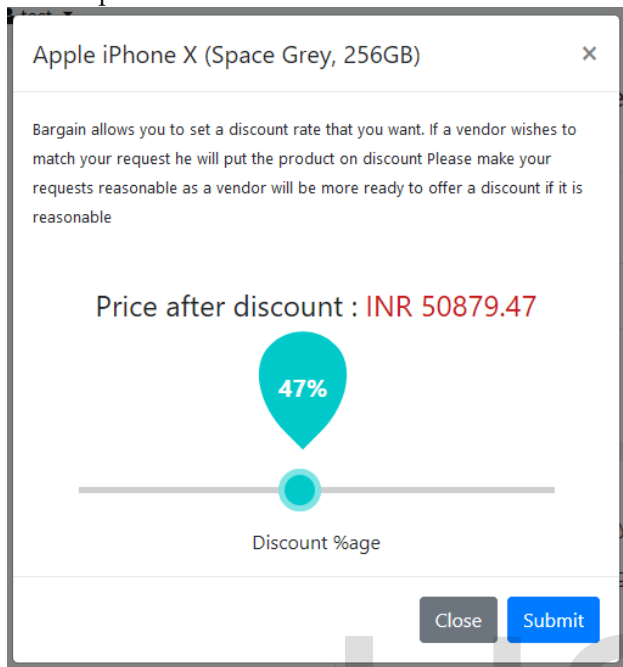 test
Apple iPhone X (Space Grey, 256GB) ×
Bargain allows you to set a discount rate that you want. If a vendor wishes to
match your request he will put the product on discount Please make your
requests reasonable as a vendor will be more ready to offer a discount if it is
reasonable
Price after discount : INR 50879.47
47%
Discount %age
Close Submit